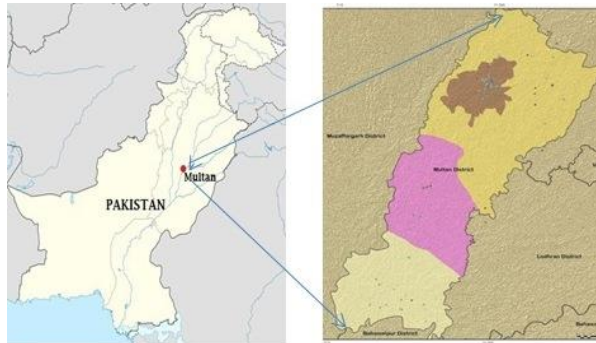 Multan
PAKISTAN
Muzaffargarh District
Multan District
Lodhran District
Bahawalpur District